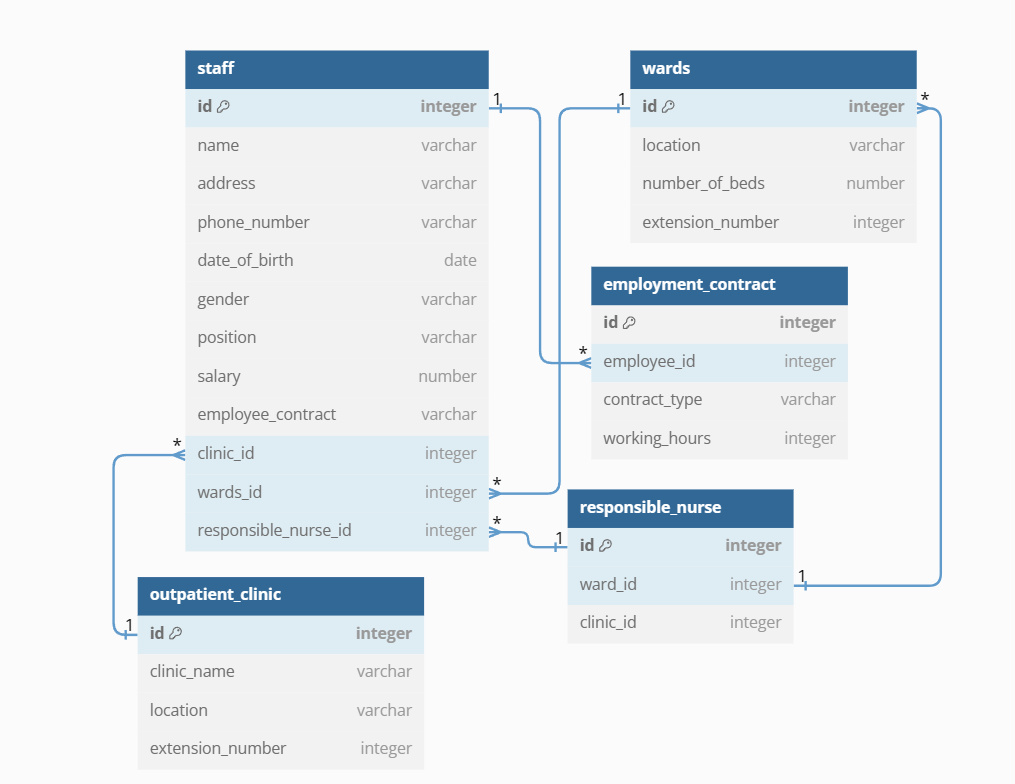 staff
id integer
name varchar
address varchar
phone_number varchar
date_of_birth date
gender varchar
position varchar
salary number
employee_contract varchar
clinic_id integer
wards_id integer
responsible_nurse_id integer
1
*
*
*
wards
id integer
location varchar
number_of_beds number
extension_number integer
1
*
employment_contract
id integer
employee_id integer
contract_type varchar
working_hours integer
*
responsible_nurse
id integer
ward_id integer
clinic_id integer
1
1
outpatient_clinic
id integer
clinic_name varchar
location varchar
extension_number integer
1